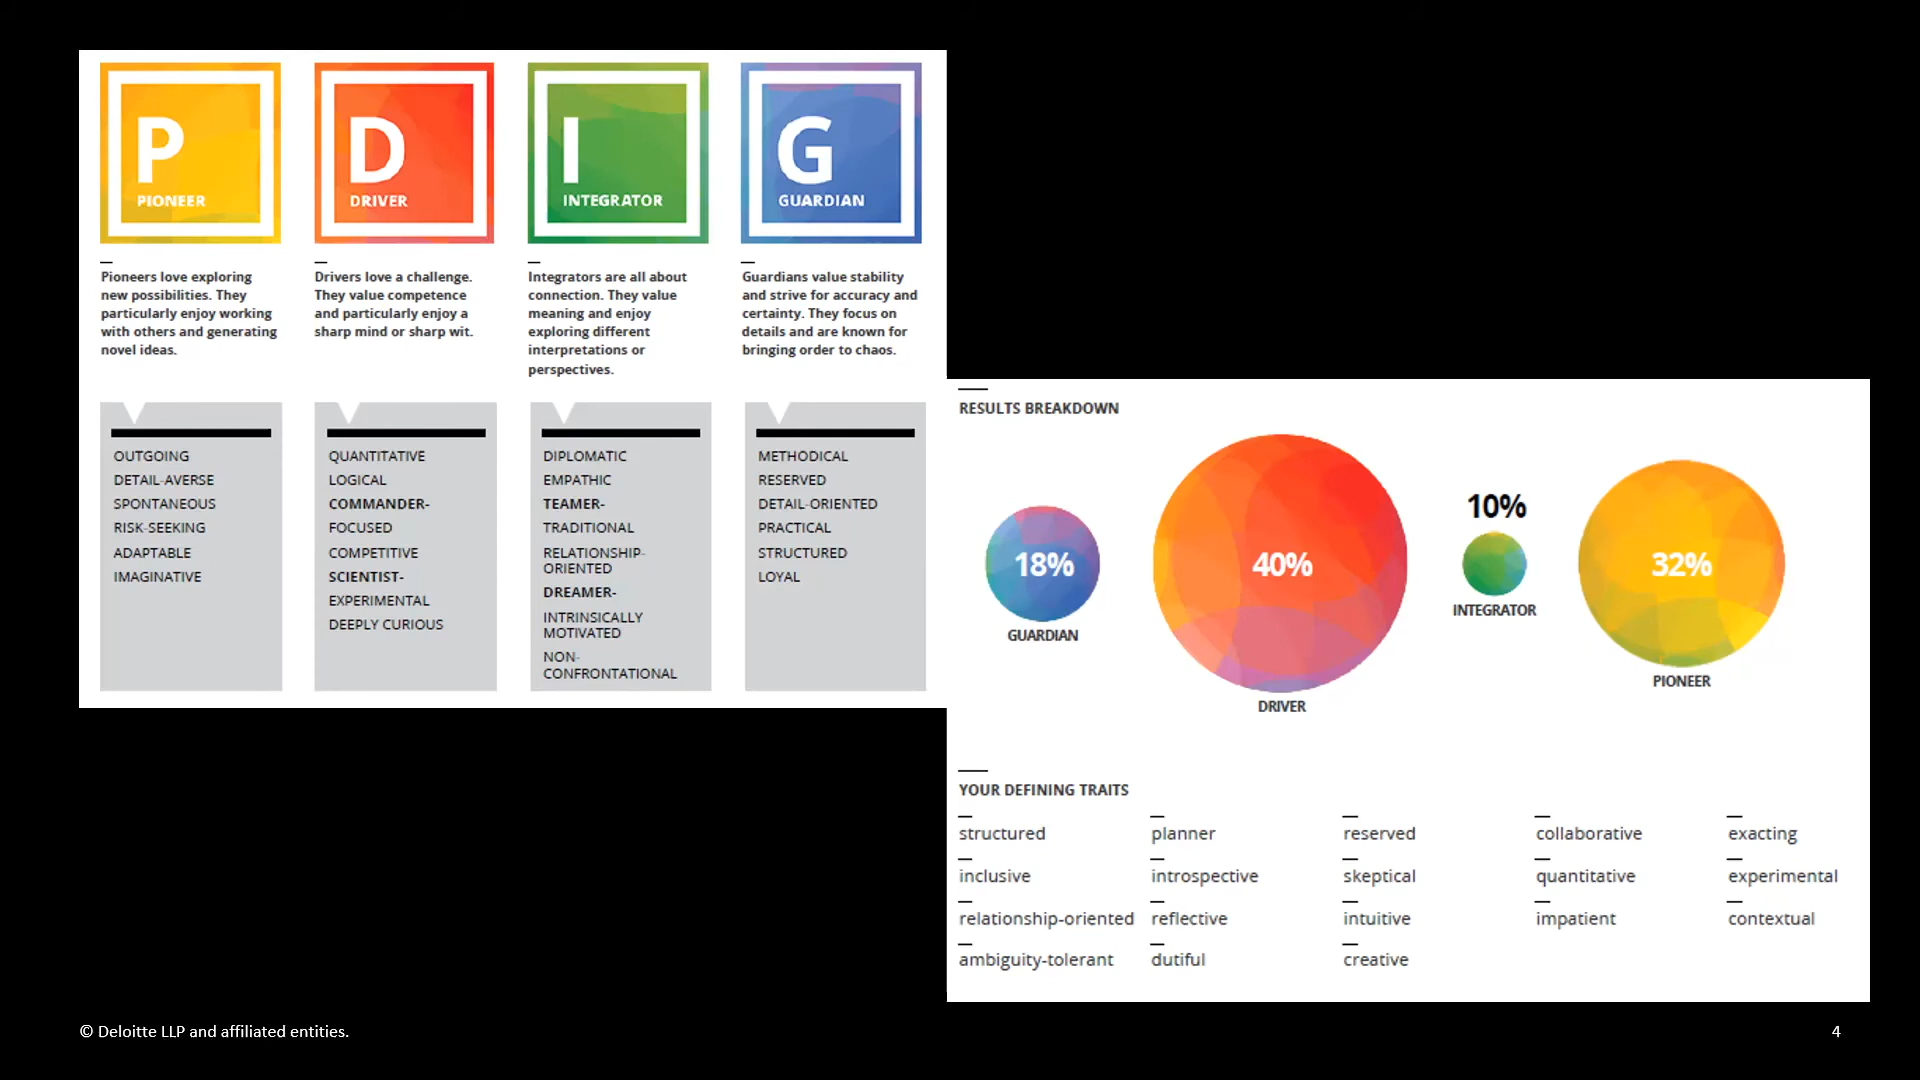 P
PIONEER
Pioneers love exploring
new possibilities. They
particularly enjoy working
with others and generating
novel ideas.
OUTGOING
DETAIL-AVERSE
SPONTANEOUS
RISK-SEEKING
ADAPTABLE
IMAGINATIVE
D
DRIVER
Drivers love a challenge.
They value competence
and particularly enjoy a
sharp mind or sharp wit.
QUANTITATIVE
LOGICAL
COMMANDER-
FOCUSED
COMPETITIVE
SCIENTIST-
EXPERIMENTAL
DEEPLY CURIOUS
I
INTEGRATOR
Integrators are all about
connection. They value
meaning and enjoy
exploring different
interpretations or
perspectives.
DIPLOMATIC
EMPATHIC
TEAMER-
TRADITIONAL
RELATIONSHIP-
ORIENTED
DREAMER-
INTRINSICALLY
MOTIVATED
NON-
CONFRONTATIONAL
G
GUARDIAN
Guardians value stability
and strive for accuracy and
certainty. They focus on
details and are known for
bringing order to chaos.
METHODICAL
RESERVED
DETAIL-ORIENTED
PRACTICAL
STRUCTURED
LOYAL
RESULTS BREAKDOWN
18%
GUARDIAN
40%
DRIVER
10%
INTEGRATOR
32%
PIONEER
YOUR DEFINING TRAITS
structured planner reserved collaborative exacting
inclusive introspective skeptical quantitative experimental
relationship-oriented reflective intuitive impatient contextual
ambiguity-tolerant dutiful creative
© Deloitte LLP and affiliated entities.
4